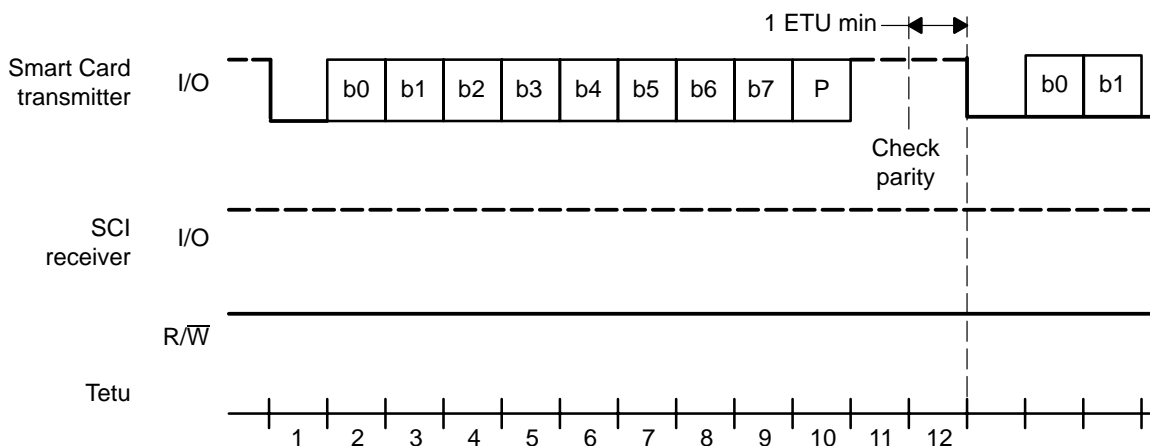 1 ETU min
Smart Card
transmitter
I/O
b0 b1 b2 b3 b4 b5 b6 b7 P
b0 b1
Check
parity
SCI
receiver
I/O
R/W̅
Tetu
1 2 3 4 5 6 7 8 9 10 11 12